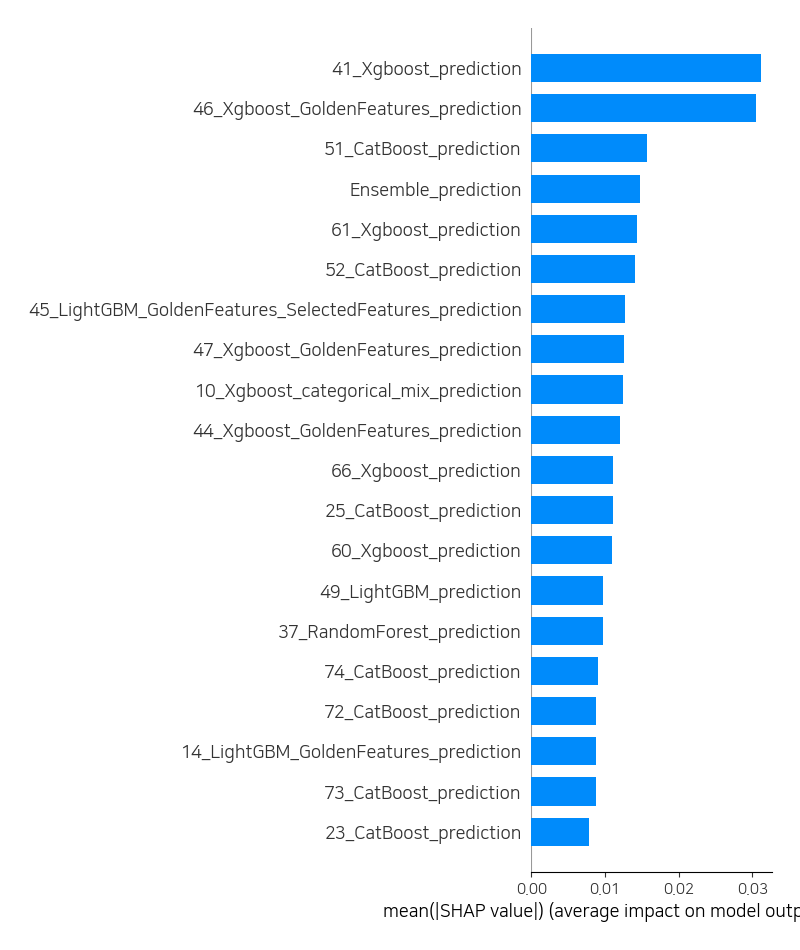 41_Xgboost_prediction
46_Xgboost_GoldenFeatures_prediction
51_CatBoost_prediction
Ensemble_prediction
61_Xgboost_prediction
52_CatBoost_prediction
45_LightGBM_GoldenFeatures_SelectedFeatures_prediction
47_Xgboost_GoldenFeatures_prediction
10_Xgboost_categorical_mix_prediction
44_Xgboost_GoldenFeatures_prediction
66_Xgboost_prediction
25_CatBoost_prediction
60_Xgboost_prediction
49_LightGBM_prediction
37_RandomForest_prediction
74_CatBoost_prediction
72_CatBoost_prediction
14_LightGBM_GoldenFeatures_prediction
73_CatBoost_prediction
23_CatBoost_prediction
0.00 0.01 0.02 0.03
mean(|SHAP value|) (average impact on model outp